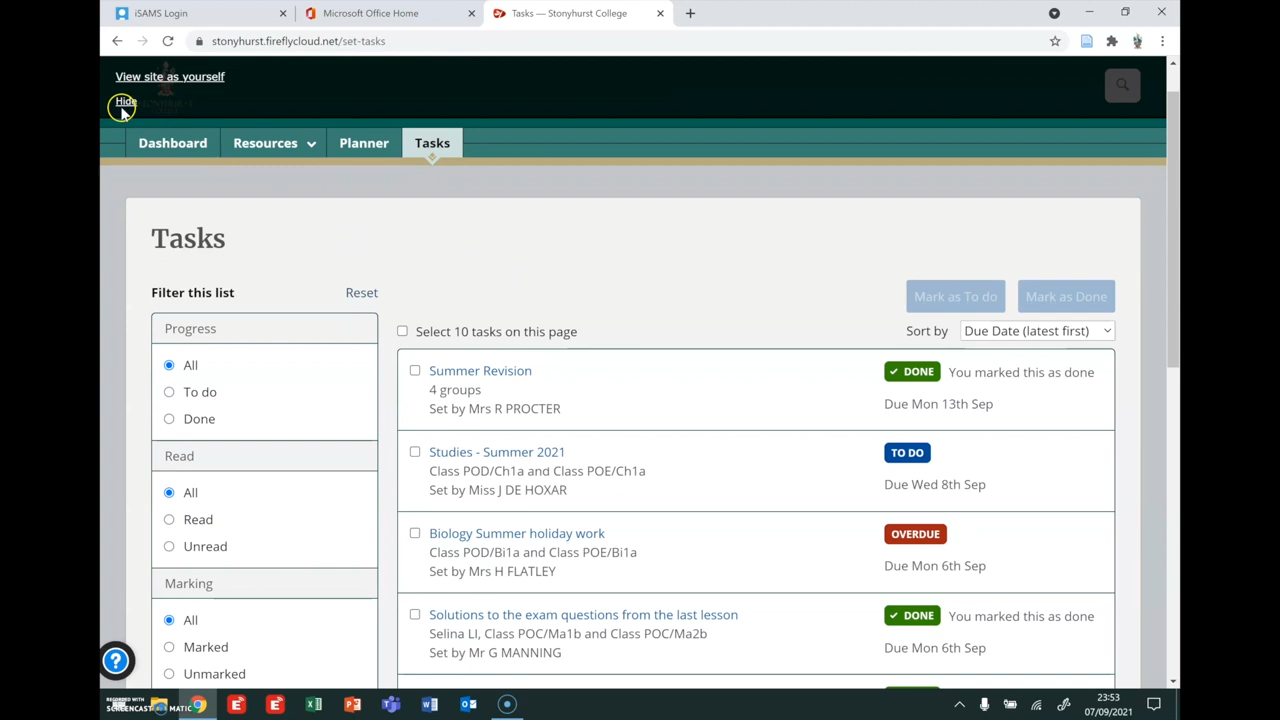 iSAMS Login
Microsoft Office Home
Tasks — Stonyhurst College
stonyhurst.fireflycloud.net/set-tasks
View site as yourself
Hide
Dashboard
Resources
Planner
Tasks
Tasks
Filter this list
Reset
Mark as To do
Mark as Done
Select 10 tasks on this page
Sort by
Due Date (latest first)
Progress
All
To do
Done
Read
All
Read
Unread
Marking
All
Marked
Unmarked
Summer Revision
4 groups
Set by Mrs R PROCTER
✓ DONE
You marked this as done
Due Mon 13th Sep
Studies - Summer 2021
Class POD/Ch1a and Class POE/Ch1a
Set by Miss J DE HOXAR
TO DO
Due Wed 8th Sep
Biology Summer holiday work
Class POD/Bi1a and Class POE/Bi1a
Set by Mrs H FLATLEY
OVERDUE
Due Mon 6th Sep
Solutions to the exam questions from the last lesson
Selina LI, Class POC/Ma1b and Class POC/Ma2b
Set by Mr G MANNING
✓ DONE
You marked this as done
Due Mon 6th Sep
RECORDED WITH
SCREENCAST MATIC
23:53
07/09/2021